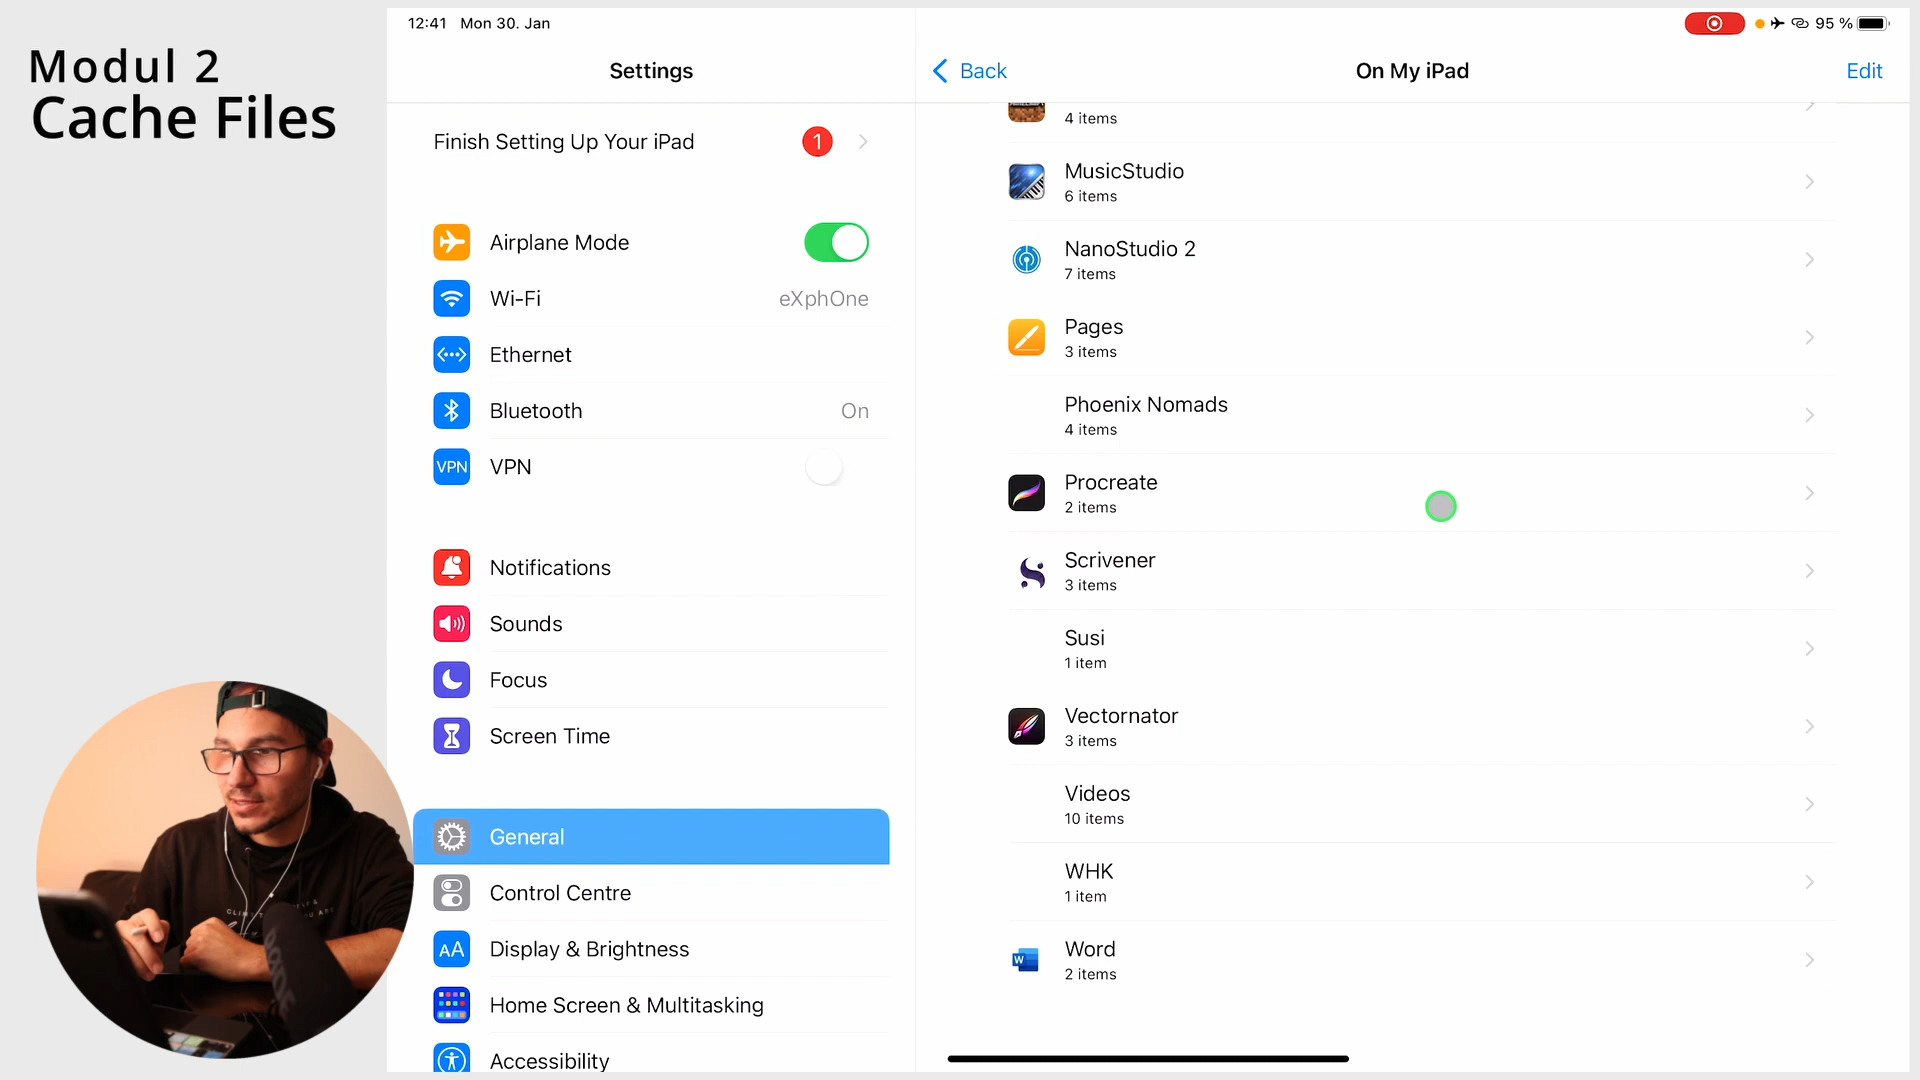 Modul 2
Cache Files
12:41 Mon 30. Jan
95 %
Settings
Finish Setting Up Your iPad
1
Airplane Mode
Wi-Fi
eXphOne
Ethernet
Bluetooth
On
VPN
VPN
Notifications
Sounds
Focus
Screen Time
General
Control Centre
AA
Display & Brightness
Home Screen & Multitasking
Accessibility
Back
On My iPad
Edit
4 items
MusicStudio
6 items
NanoStudio 2
7 items
Pages
3 items
Phoenix Nomads
4 items
Procreate
2 items
Scrivener
3 items
Susi
1 item
Vectornator
3 items
Videos
10 items
WHK
1 item
W
Word
2 items